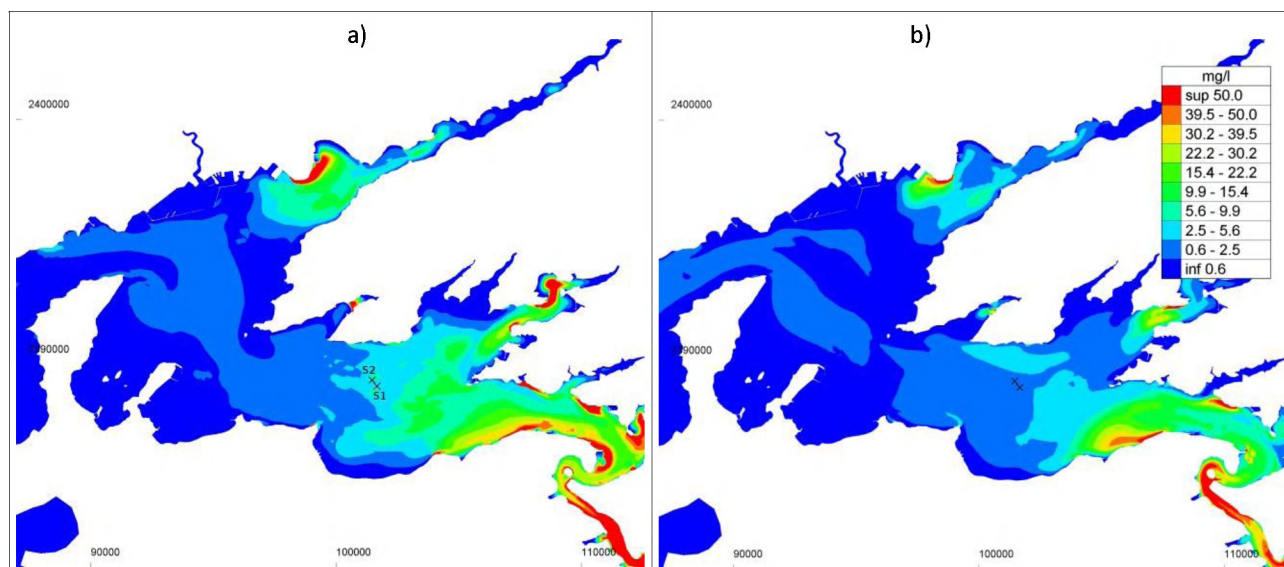 a)
b)
mg/l
sup 50.0
39.5 - 50.0
30.2 - 39.5
22.2 - 30.2
15.4 - 22.2
9.9 - 15.4
5.6 - 9.9
2.5 - 5.6
0.6 - 2.5
inf 0.6
2400000
2400000
S2
S1
90000
100000
110000
90000
100000
110000